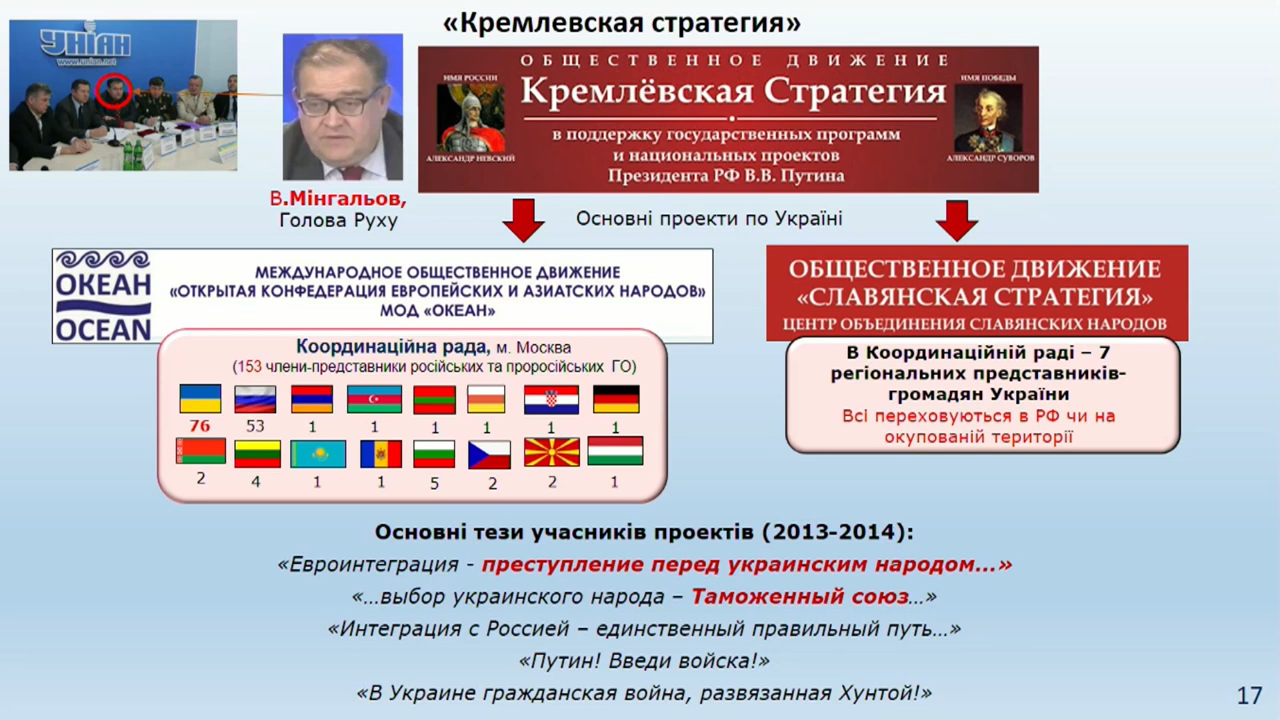 «Кремлевская стратегия»
УНІАН
www.unian.net
ОБЩЕСТВЕННОЕ ДВИЖЕНИЕ
ИМЯ РОССИИ
Кремлёвская Стратегия
ИМЯ ПОБЕДЫ
в поддержку государственных программ
и национальных проектов
Президента РФ В.В. Путина
АЛЕКСАНДР НЕВСКИЙ
АЛЕКСАНДР СУВОРОВ
В.Мінгальов,
Голова Руху
Основні проекти по Україні
ОКЕАН
OCEAN
МЕЖДУНАРОДНОЕ ОБЩЕСТВЕННОЕ ДВИЖЕНИЕ
«ОТКРЫТАЯ КОНФЕДЕРАЦИЯ ЕВРОПЕЙСКИХ И АЗИАТСКИХ НАРОДОВ»
МОД «ОКЕАН»
ОБЩЕСТВЕННОЕ ДВИЖЕНИЕ
«СЛАВЯНСКАЯ СТРАТЕГИЯ»
ЦЕНТР ОБЪЕДИНЕНИЯ СЛАВЯНСКИХ НАРОДОВ
Координаційна рада, м. Москва
(153 члени-представники російських та проросійських ГО)
76 53 1 1 1 1 1 1
2 4 1 1 5 2 2 1
В Координаційній раді – 7
регіональних представників-
громадян України
Всі переховуються в РФ чи на
окупованій території
Основні тези учасників проектів (2013-2014):
«Евроинтеграция - преступление перед украинским народом...»
«…выбор украинского народа – Таможенный союз…»
«Интеграция с Россией – единственный правильный путь…»
«Путин! Введи войска!»
«В Украине гражданская война, развязанная Хунтой!»
17